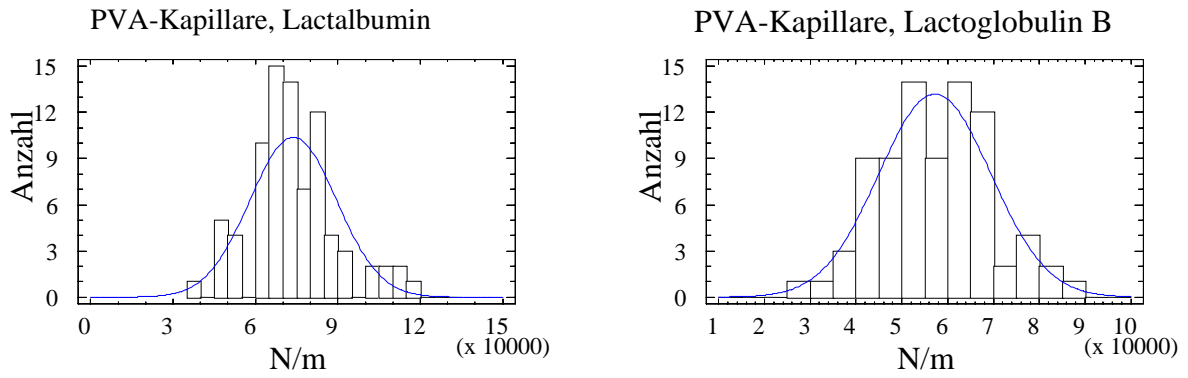 PVA-Kapillare, Lactalbumin
15
12
9
6
3
0
Anzahl
0 3 6 9 12 15
(x 10000)
N/m
PVA-Kapillare, Lactoglobulin B
15
12
9
6
3
0
Anzahl
1 2 3 4 5 6 7 8 9 10
(x 10000)
N/m